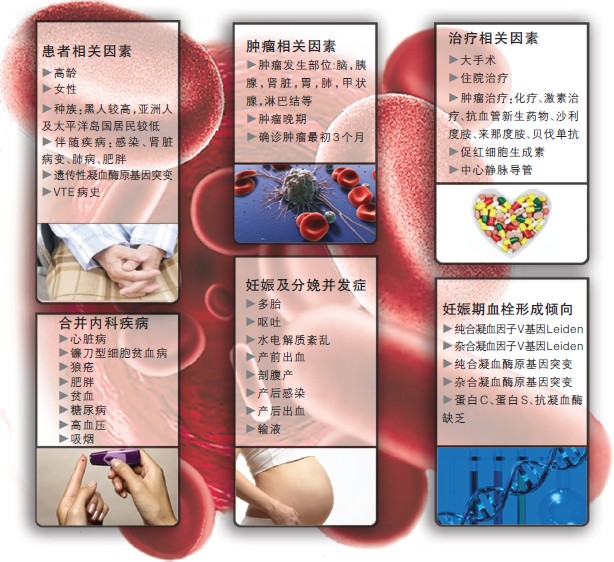 患者相关因素
▶高龄
▶女性
▶种族:黑人较高,亚洲人
及太平洋岛国居民较低
▶伴随疾病:感染、肾脏
病变、肺病、肥胖
▶遗传性凝血酶原基因突变
▶VTE病史
肿瘤相关因素
▶肿瘤发生部位:脑,胰
腺,肾脏,胃,肺,甲状
腺,淋巴结等
▶肿瘤晚期
▶确诊肿瘤最初3个月
治疗相关因素
▶大手术
▶住院治疗
▶肿瘤治疗:化疗、激素治
疗、抗血管新生药物、沙利
度胺、来那度胺、贝伐单抗
▶促红细胞生成素
▶中心静脉导管
合并内科疾病
▶心脏病
▶镰刀型细胞贫血病
▶狼疮
▶肥胖
▶贫血
▶糖尿病
▶高血压
▶吸烟
妊娠及分娩并发症
▶多胎
▶呕吐
▶水电解质紊乱
▶产前出血
▶剖腹产
▶产后感染
▶产后出血
▶输液
妊娠期血栓形成倾向
▶纯合凝血因子V基因Leiden
▶杂合凝血因子V基因Leiden
▶纯合凝血酶原基因突变
▶杂合凝血酶原基因突变
▶蛋白C、蛋白S、抗凝血酶
缺乏